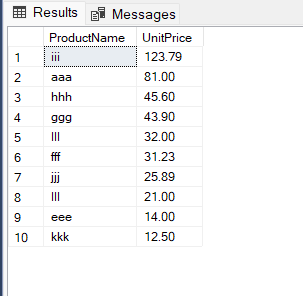 Results Messages
ProductName UnitPrice
1 iii 123.79
2 aaa 81.00
3 hhh 45.60
4 ggg 43.90
5 lll 32.00
6 fff 31.23
7 jjj 25.89
8 lll 21.00
9 eee 14.00
10 kkk 12.50